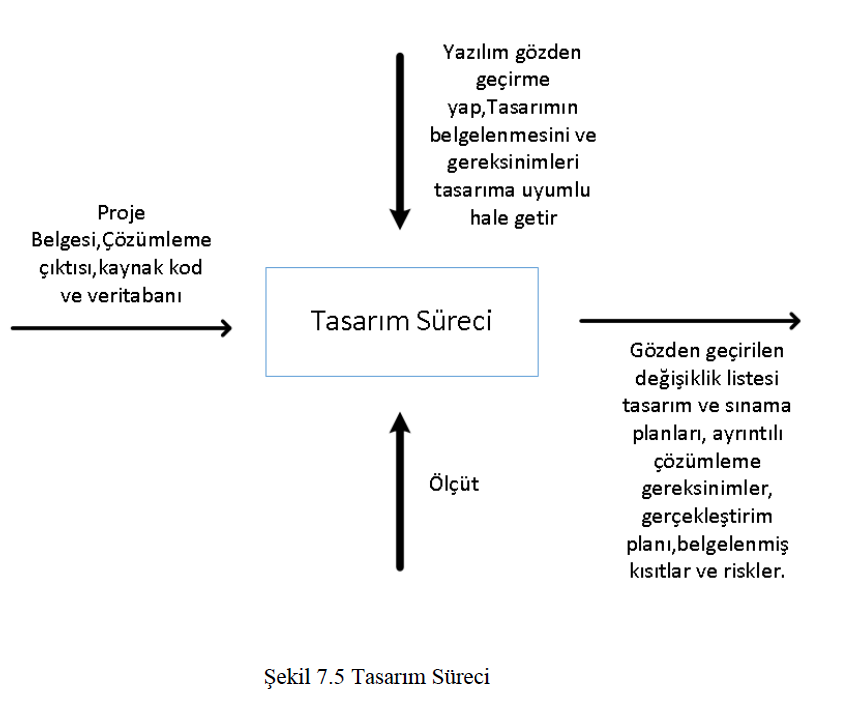 Yazılım gözden
geçirme
yap,Tasarımın
belgelenmesini ve
gereksinimleri
tasarıma uyumlu
hale getir
Proje
Belgesi,Çözümleme
çıktısı,kaynak kod
ve veritabanı
Tasarım Süreci
Gözden geçirilen
değişiklik listesi
tasarım ve sınama
planları, ayrıntılı
çözümleme
gereksinimler,
gerçekleştirim
planı,belgelenmiş
kısıtlar ve riskler.
Ölçüt
Şekil 7.5 Tasarım Süreci